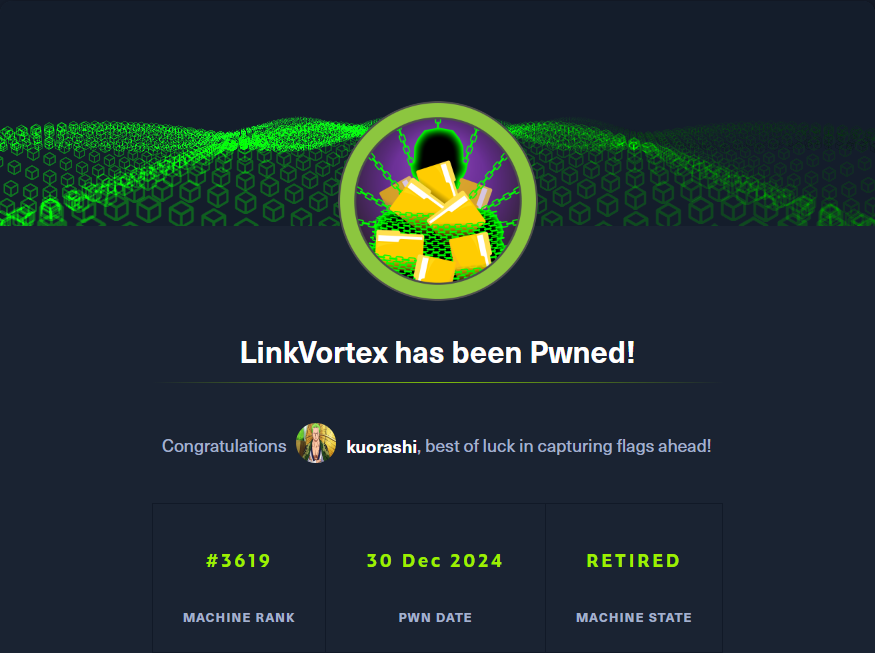 LinkVortex has been Pwned!
Congratulations kuorashi, best of luck in capturing flags ahead!
#3619 30 Dec 2024 RETIRED
MACHINE RANK PWN DATE MACHINE STATE